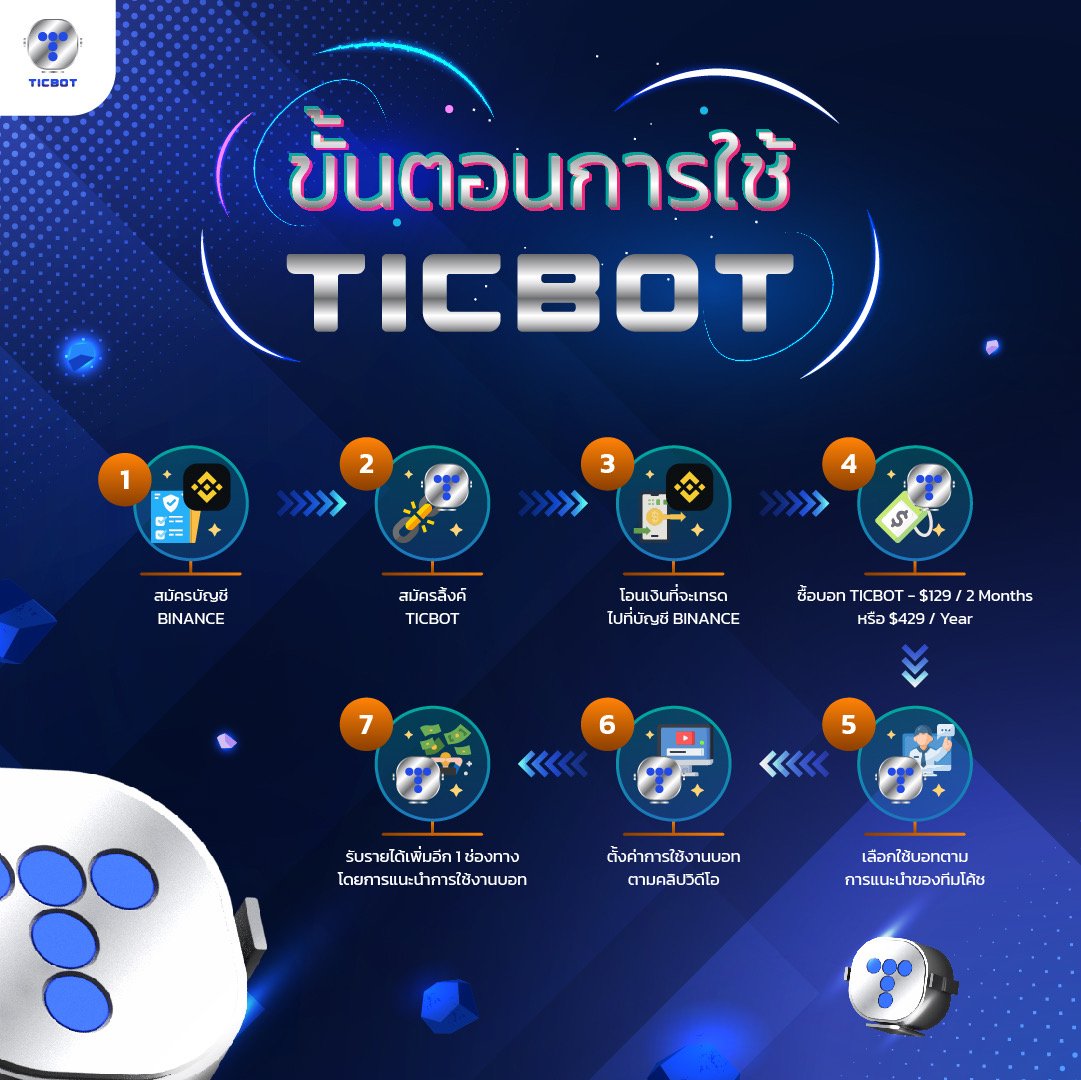 TICBOT
ขั้นตอนการใช้
TICBOT
1
สมัครบัญชี
BINANCE
2
สมัครลิ้งค์
TICBOT
3
โอนเงินที่จะเทรด
ไปที่บัญชี BINANCE
4
ซื้อบอท TICBOT - $129 / 2 Months
หรือ $429 / Year
5
เลือกใช้บอทตาม
การแนะนำของทีมโค้ช
6
ตั้งค่าการใช้งานบอท
ตามคลิปวิดีโอ
7
รับรายได้เพิ่มอีก 1 ช่องทาง
โดยการแนะนำการใช้งานบอท